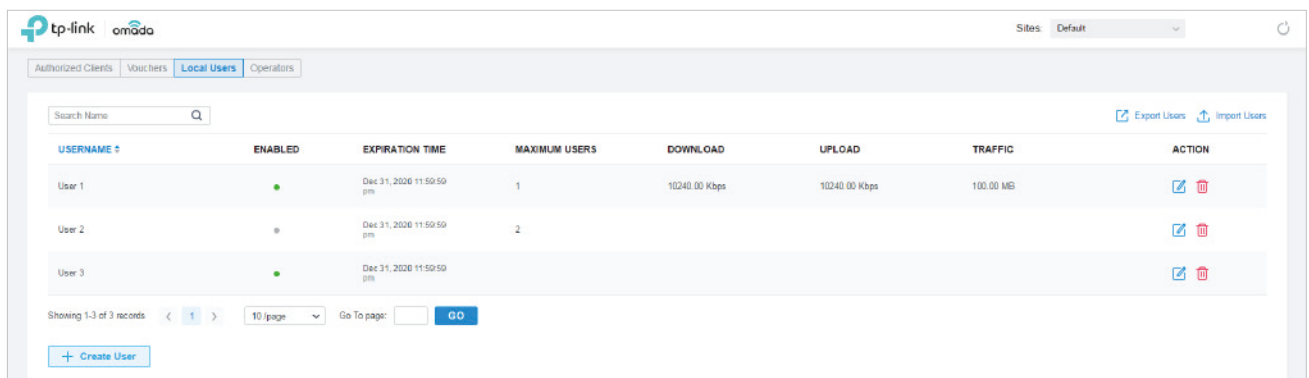 tp-link omada Sites: Default
Authorized Clients Vouchers Local Users Operators
Search Name Export Users Import Users
USERNAME ENABLED EXPIRATION TIME MAXIMUM USERS DOWNLOAD UPLOAD TRAFFIC ACTION
User 1 Dec 31, 2020 11:59:59 1 10240.00 Kbps 10240.00 Kbps 100.00 MB
pm
User 2 Dec 31, 2020 11:59:59 2
pm
User 3 Dec 31, 2020 11:59:59
pm
Showing 1-3 of 3 records < 1 > 10 /page Go To page: GO
+ Create User